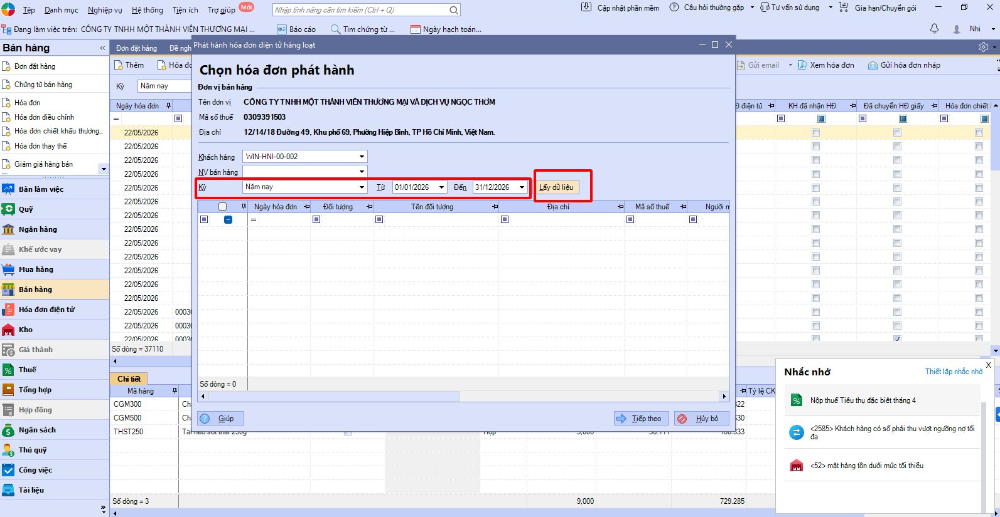 Tệp Danh mục Nghiệp vụ Hệ thống Tiện ích Trợ giúp Mới
Nhập tính năng cần tìm kiếm (Ctrl + Q)
Cập nhật phần mềm Câu hỏi thường gặp Tư vấn sử dụng Gia hạn/Chuyển gói
Đang làm việc trên: CÔNG TY TNHH MỘT THÀNH VIÊN THƯƠNG MẠI ... Báo cáo Tìm chứng từ ... Ngày hạch toán... Nhi
Bán hàng «
Đơn đặt hàng Đề ngh
Đơn đặt hàng
Chứng từ bán hàng
Hóa đơn
Hóa đơn điều chỉnh
Hóa đơn chiết khấu thương...
Hóa đơn thay thế
Giảm giá hàng bán
Bàn làm việc
Quỹ
Ngân hàng
Khế ước vay
Mua hàng
Bán hàng
Hóa đơn điện tử
Kho
Giá thành
Thuế
Tổng hợp
Hợp đồng
Ngân sách
Thủ quỹ
Công việc
Tài liệu
»
Thêm Hóa đơ Gửi email Xem hóa đơn Gửi hóa đơn nháp
Kỳ Năm nay
Ngày hóa đơn điện tử KH đã nhận HĐ Đã chuyển HĐ giấy Hóa đơn chiết
=
22/05/2026
22/05/2026
22/05/2026
22/05/2026
22/05/2026
22/05/2026
22/05/2026
22/05/2026
22/05/2026
22/05/2026
22/05/2026
22/05/2026
22/05/2026
22/05/2026 0003
22/05/2026 0003
22/05/2026 0003
Số dòng = 37110
Phát hành hóa đơn điện tử hàng loạt
Chọn hóa đơn phát hành
Đơn vị bán hàng
Tên đơn vị CÔNG TY TNHH MỘT THÀNH VIÊN THƯƠNG MẠI VÀ DỊCH VỤ NGỌC THƠM
Mã số thuế 0309391503
Địa chỉ 12/14/18 Đường 49, Khu phố 69, Phường Hiệp Bình, TP Hồ Chí Minh, Việt Nam.
Khách hàng WIN-HNI-00-002
NV bán hàng
Kỳ Năm nay Từ 01/01/2026 Đến 31/12/2026 Lấy dữ liệu
Ngày hóa đơn Đối tượng Tên đối tượng Địa chỉ Mã số thuế Người m
=
Số dòng = 0
Giúp Tiếp theo Hủy bỏ
Chi tiết
Mã hàng Tỷ lệ CK
CGM300 Ch 322
CGM500 Ch 530
THST250 Tai heo sốt thái 250g Hộp 3,000
Số dòng = 3 9,000 729.285
Nhắc nhở Thiết lập nhắc nhở X
Nộp thuế Tiêu thụ đặc biệt tháng 4
<2585> Khách hàng có số phải thu vượt ngưỡng nợ tối
đa
<52> mặt hàng tồn dưới mức tối thiểu